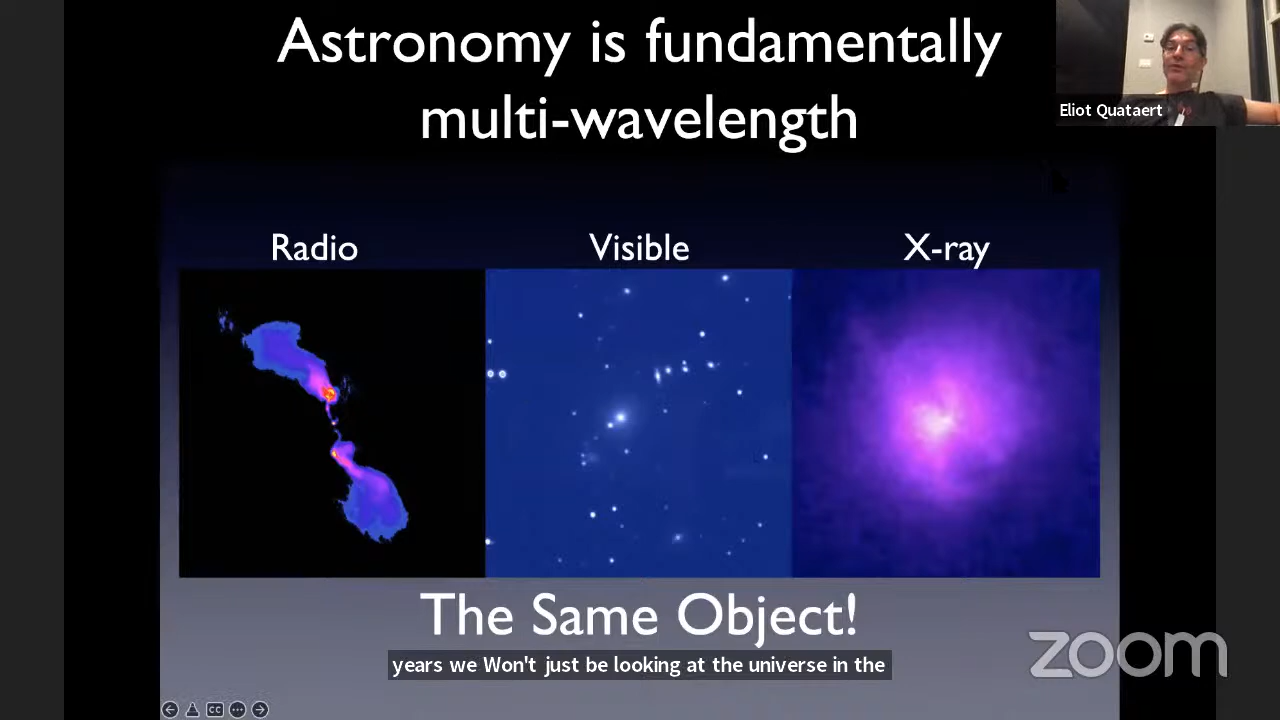 Astronomy is fundamentally
multi-wavelength
Eliot Quataert
Radio
Visible
X-ray
The Same Object!
years we Won't just be looking at the universe in the
zoom
CC